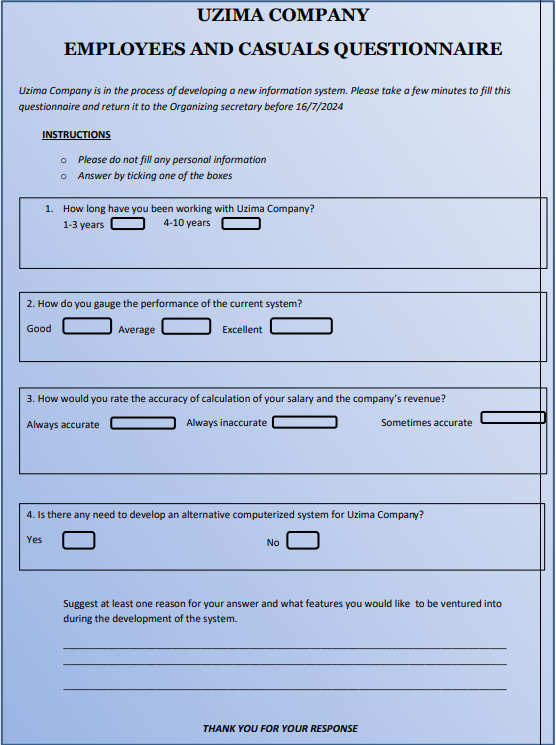 UZIMA COMPANY
EMPLOYEES AND CASUALS QUESTIONNAIRE
Uzima Company is in the process of developing a new information system. Please take a few minutes to fill this
questionnaire and return it to the Organizing secretary before 16/7/2024
INSTRUCTIONS
o Please do not fill any personal information
o Answer by ticking one of the boxes
1. How long have you been working with Uzima Company?
1-3 years 4-10 years
2. How do you gauge the performance of the current system?
Good Average Excellent
3. How would you rate the accuracy of calculation of your salary and the company's revenue?
Always accurate Always inaccurate Sometimes accurate
4. Is there any need to develop an alternative computerized system for Uzima Company?
Yes No
Suggest at least one reason for your answer and what features you would like to be ventured into
during the development of the system.
THANK YOU FOR YOUR RESPONSE